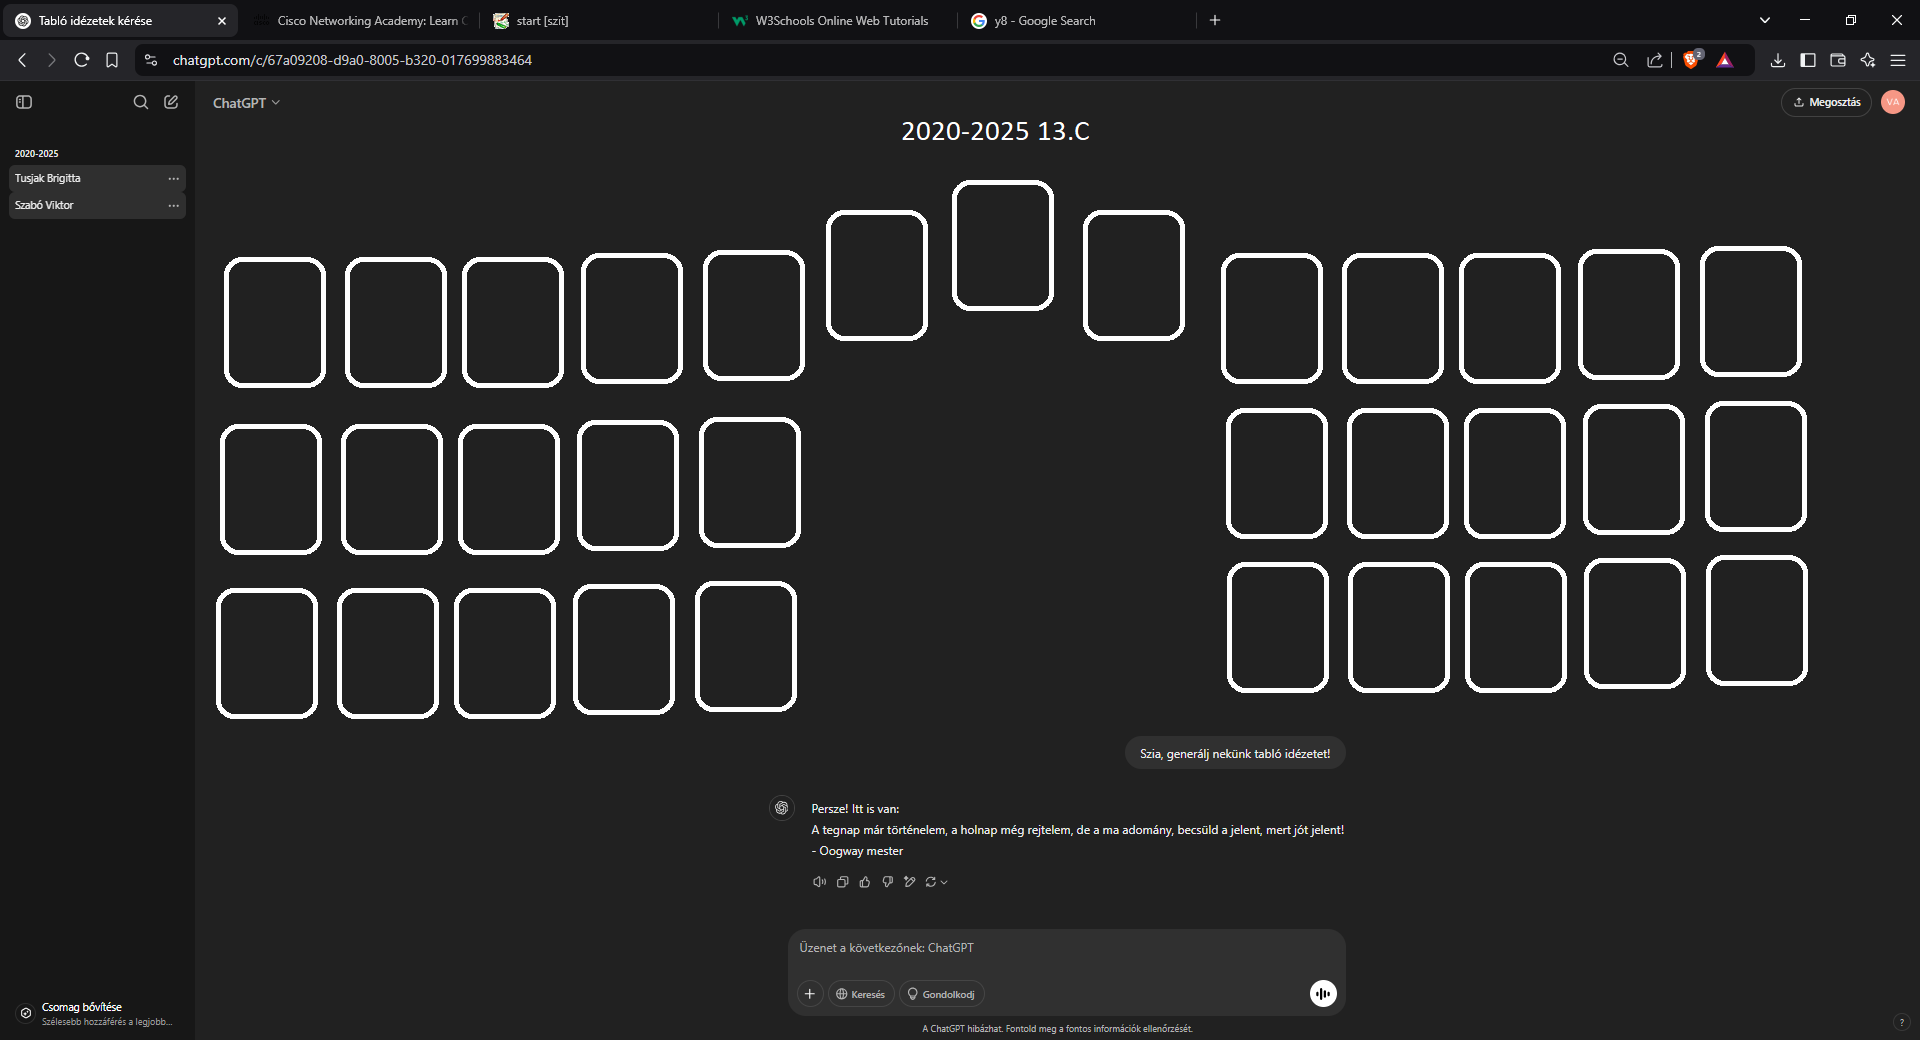 Tabló idézetek kérése
Cisco Networking Academy: Learn C
start [szit]
W3Schools Online Web Tutorials
y8 - Google Search
chatgpt.com/c/67a09208-d9a0-8005-b320-017699883464
2
ChatGPT
Megosztás
VA
2020-2025 13.C
2020-2025
Tusjak Brigitta
Szabó Viktor
Szia, generálj nekünk tabló idézetet!
Persze! Itt is van:
A tegnap már történelem, a holnap még rejtelem, de a ma adomány, becsüld a jelent, mert jót jelent!
- Oogway mester
Üzenet a következőnek: ChatGPT
Keresés
Gondolkodj
Csomag bővítése
Szélesebb hozzáférés a legjobb...
A ChatGPT hibázhat. Fontold meg a fontos információk ellenőrzését.
?